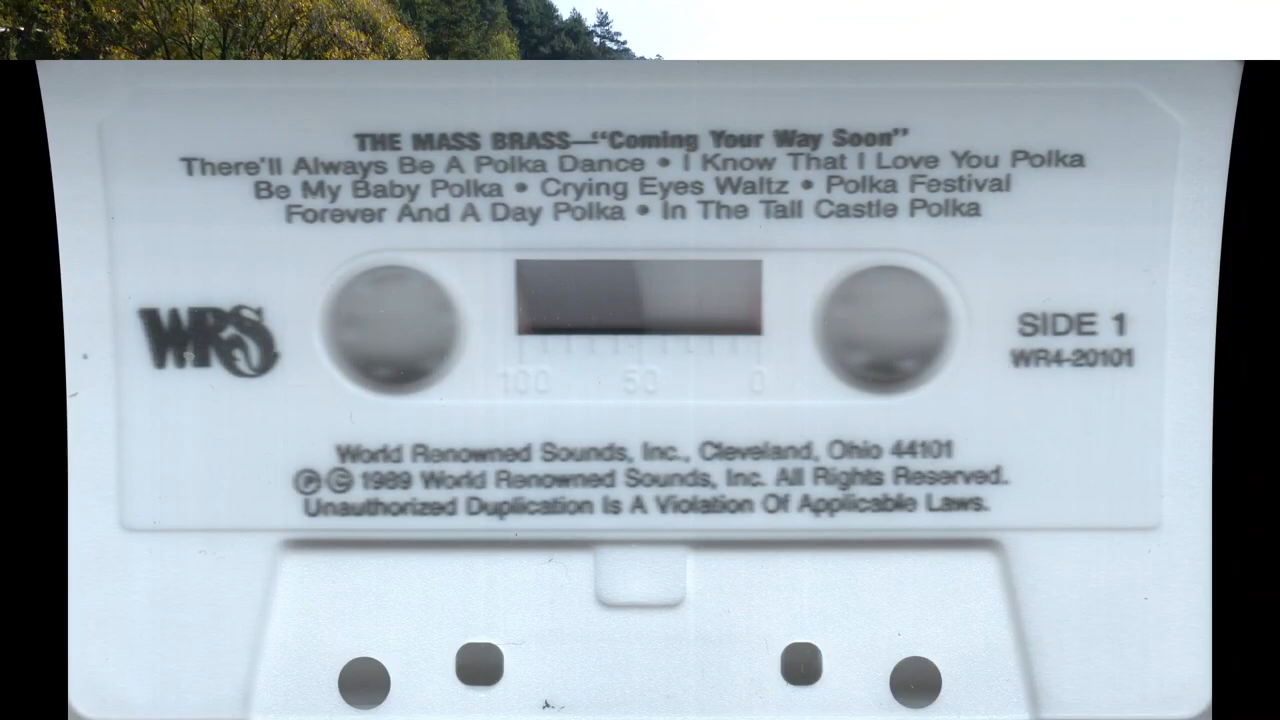 THE MASS BRASS—“Coming Your Way Soon”
There'll Always Be A Polka Dance • I Know That I Love You Polka
Be My Baby Polka • Crying Eyes Waltz • Polka Festival
Forever And A Day Polka • In The Tall Castle Polka
WRS
SIDE 1
WR4-20101
100 50 0
World Renowned Sounds, Inc., Cleveland, Ohio 44101
Ⓟ © 1989 World Renowned Sounds, Inc. All Rights Reserved.
Unauthorized Duplication Is A Violation Of Applicable Laws.